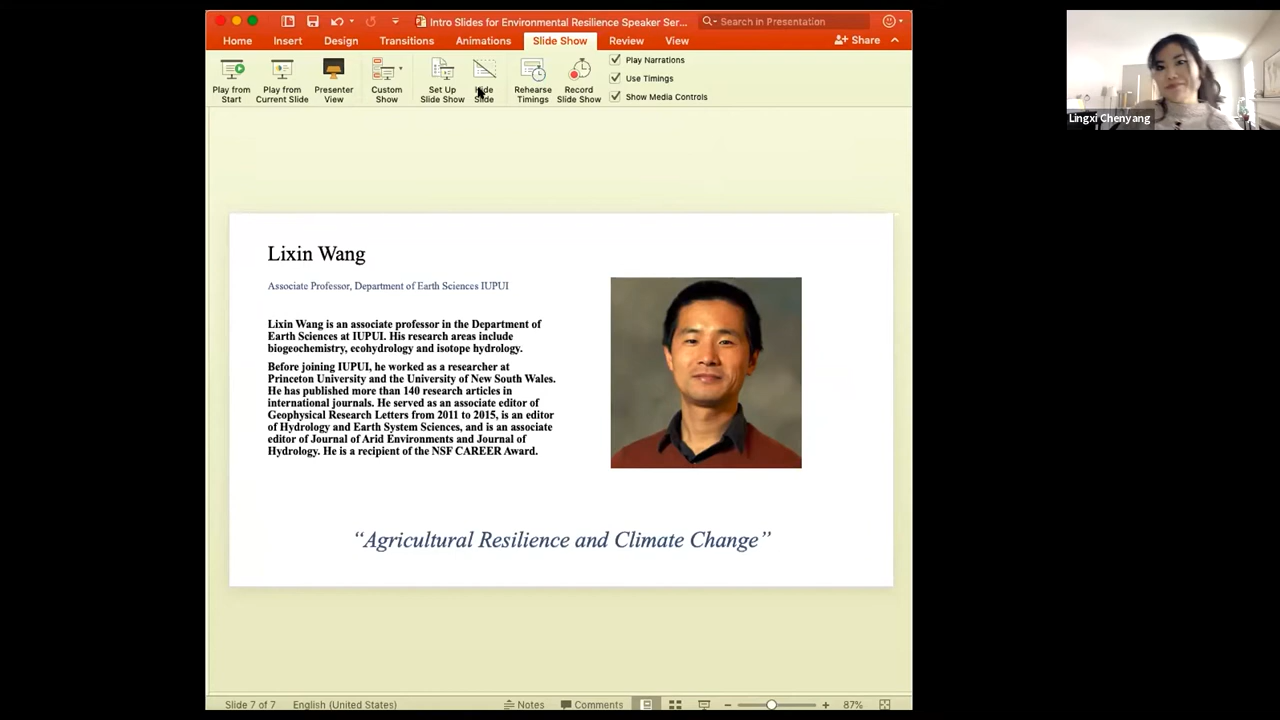 Intro Slides for Environmental Resilience Speaker Ser...
Search in Presentation
Home Insert Design Transitions Animations Slide Show Review View Share
Play from Start
Play from Current Slide
Presenter View
Custom Show
Set Up Slide Show
Hide Slide
Rehearse Timings
Record Slide Show
Play Narrations
Use Timings
Show Media Controls
Lingxi Chenyang
Lixin Wang
Associate Professor, Department of Earth Sciences IUPUI
Lixin Wang is an associate professor in the Department of
Earth Sciences at IUPUI. His research areas include
biogeochemistry, ecohydrology and isotope hydrology.
Before joining IUPUI, he worked as a researcher at
Princeton University and the University of New South Wales.
He has published more than 140 research articles in
international journals. He served as an associate editor of
Geophysical Research Letters from 2011 to 2015, is an editor
of Hydrology and Earth System Sciences, and is an associate
editor of Journal of Arid Environments and Journal of
Hydrology. He is a recipient of the NSF CAREER Award.
“Agricultural Resilience and Climate Change”
Slide 7 of 7 English (United States) Notes Comments 87%